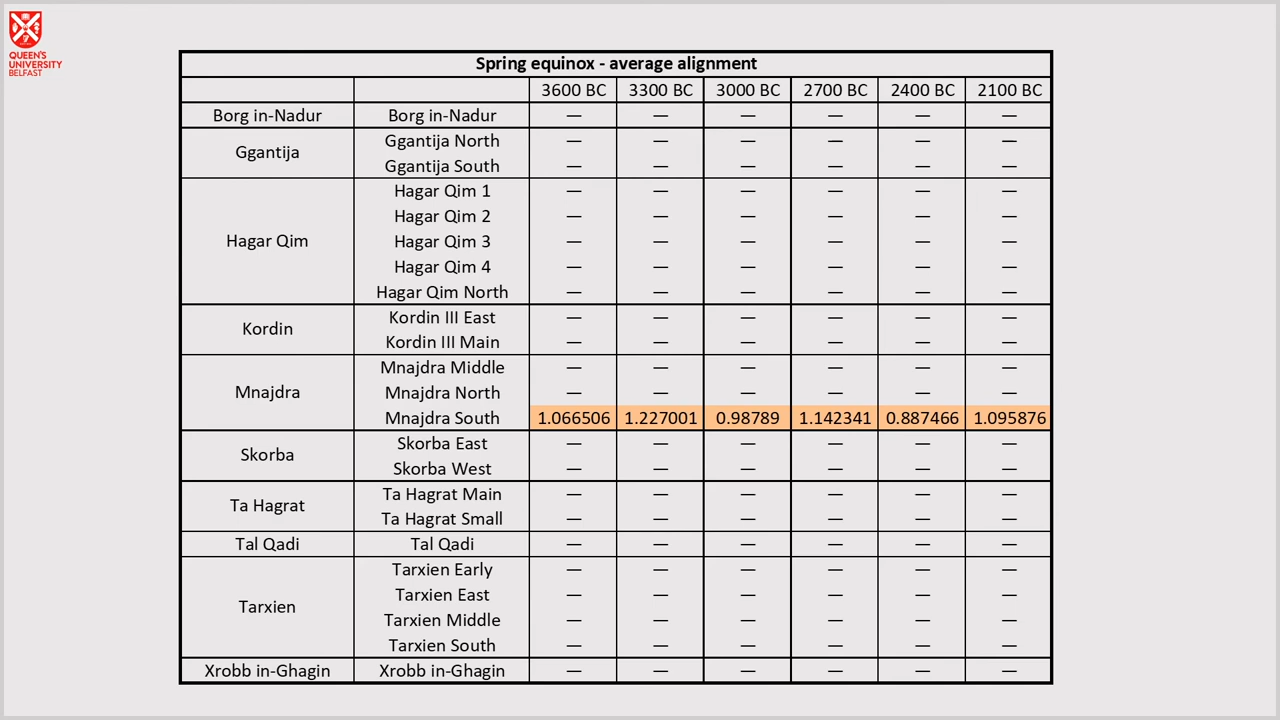 QUEEN'S
UNIVERSITY
BELFAST
Spring equinox - average alignment
3600 BC 3300 BC 3000 BC 2700 BC 2400 BC 2100 BC
Borg in-Nadur Borg in-Nadur — — — — — —
Ggantija Ggantija North — — — — — —
Ggantija South — — — — — —
Hagar Qim Hagar Qim 1 — — — — — —
Hagar Qim 2 — — — — — —
Hagar Qim 3 — — — — — —
Hagar Qim 4 — — — — — —
Hagar Qim North — — — — — —
Kordin Kordin III East — — — — — —
Kordin III Main — — — — — —
Mnajdra Mnajdra Middle — — — — — —
Mnajdra North — — — — — —
Mnajdra South 1.066506 1.227001 0.98789 1.142341 0.887466 1.095876
Skorba Skorba East — — — — — —
Skorba West — — — — — —
Ta Hagrat Ta Hagrat Main — — — — — —
Ta Hagrat Small — — — — — —
Tal Qadi Tal Qadi — — — — — —
Tarxien Tarxien Early — — — — — —
Tarxien East — — — — — —
Tarxien Middle — — — — — —
Tarxien South — — — — — —
Xrobb in-Ghagin Xrobb in-Ghagin — — — — — —